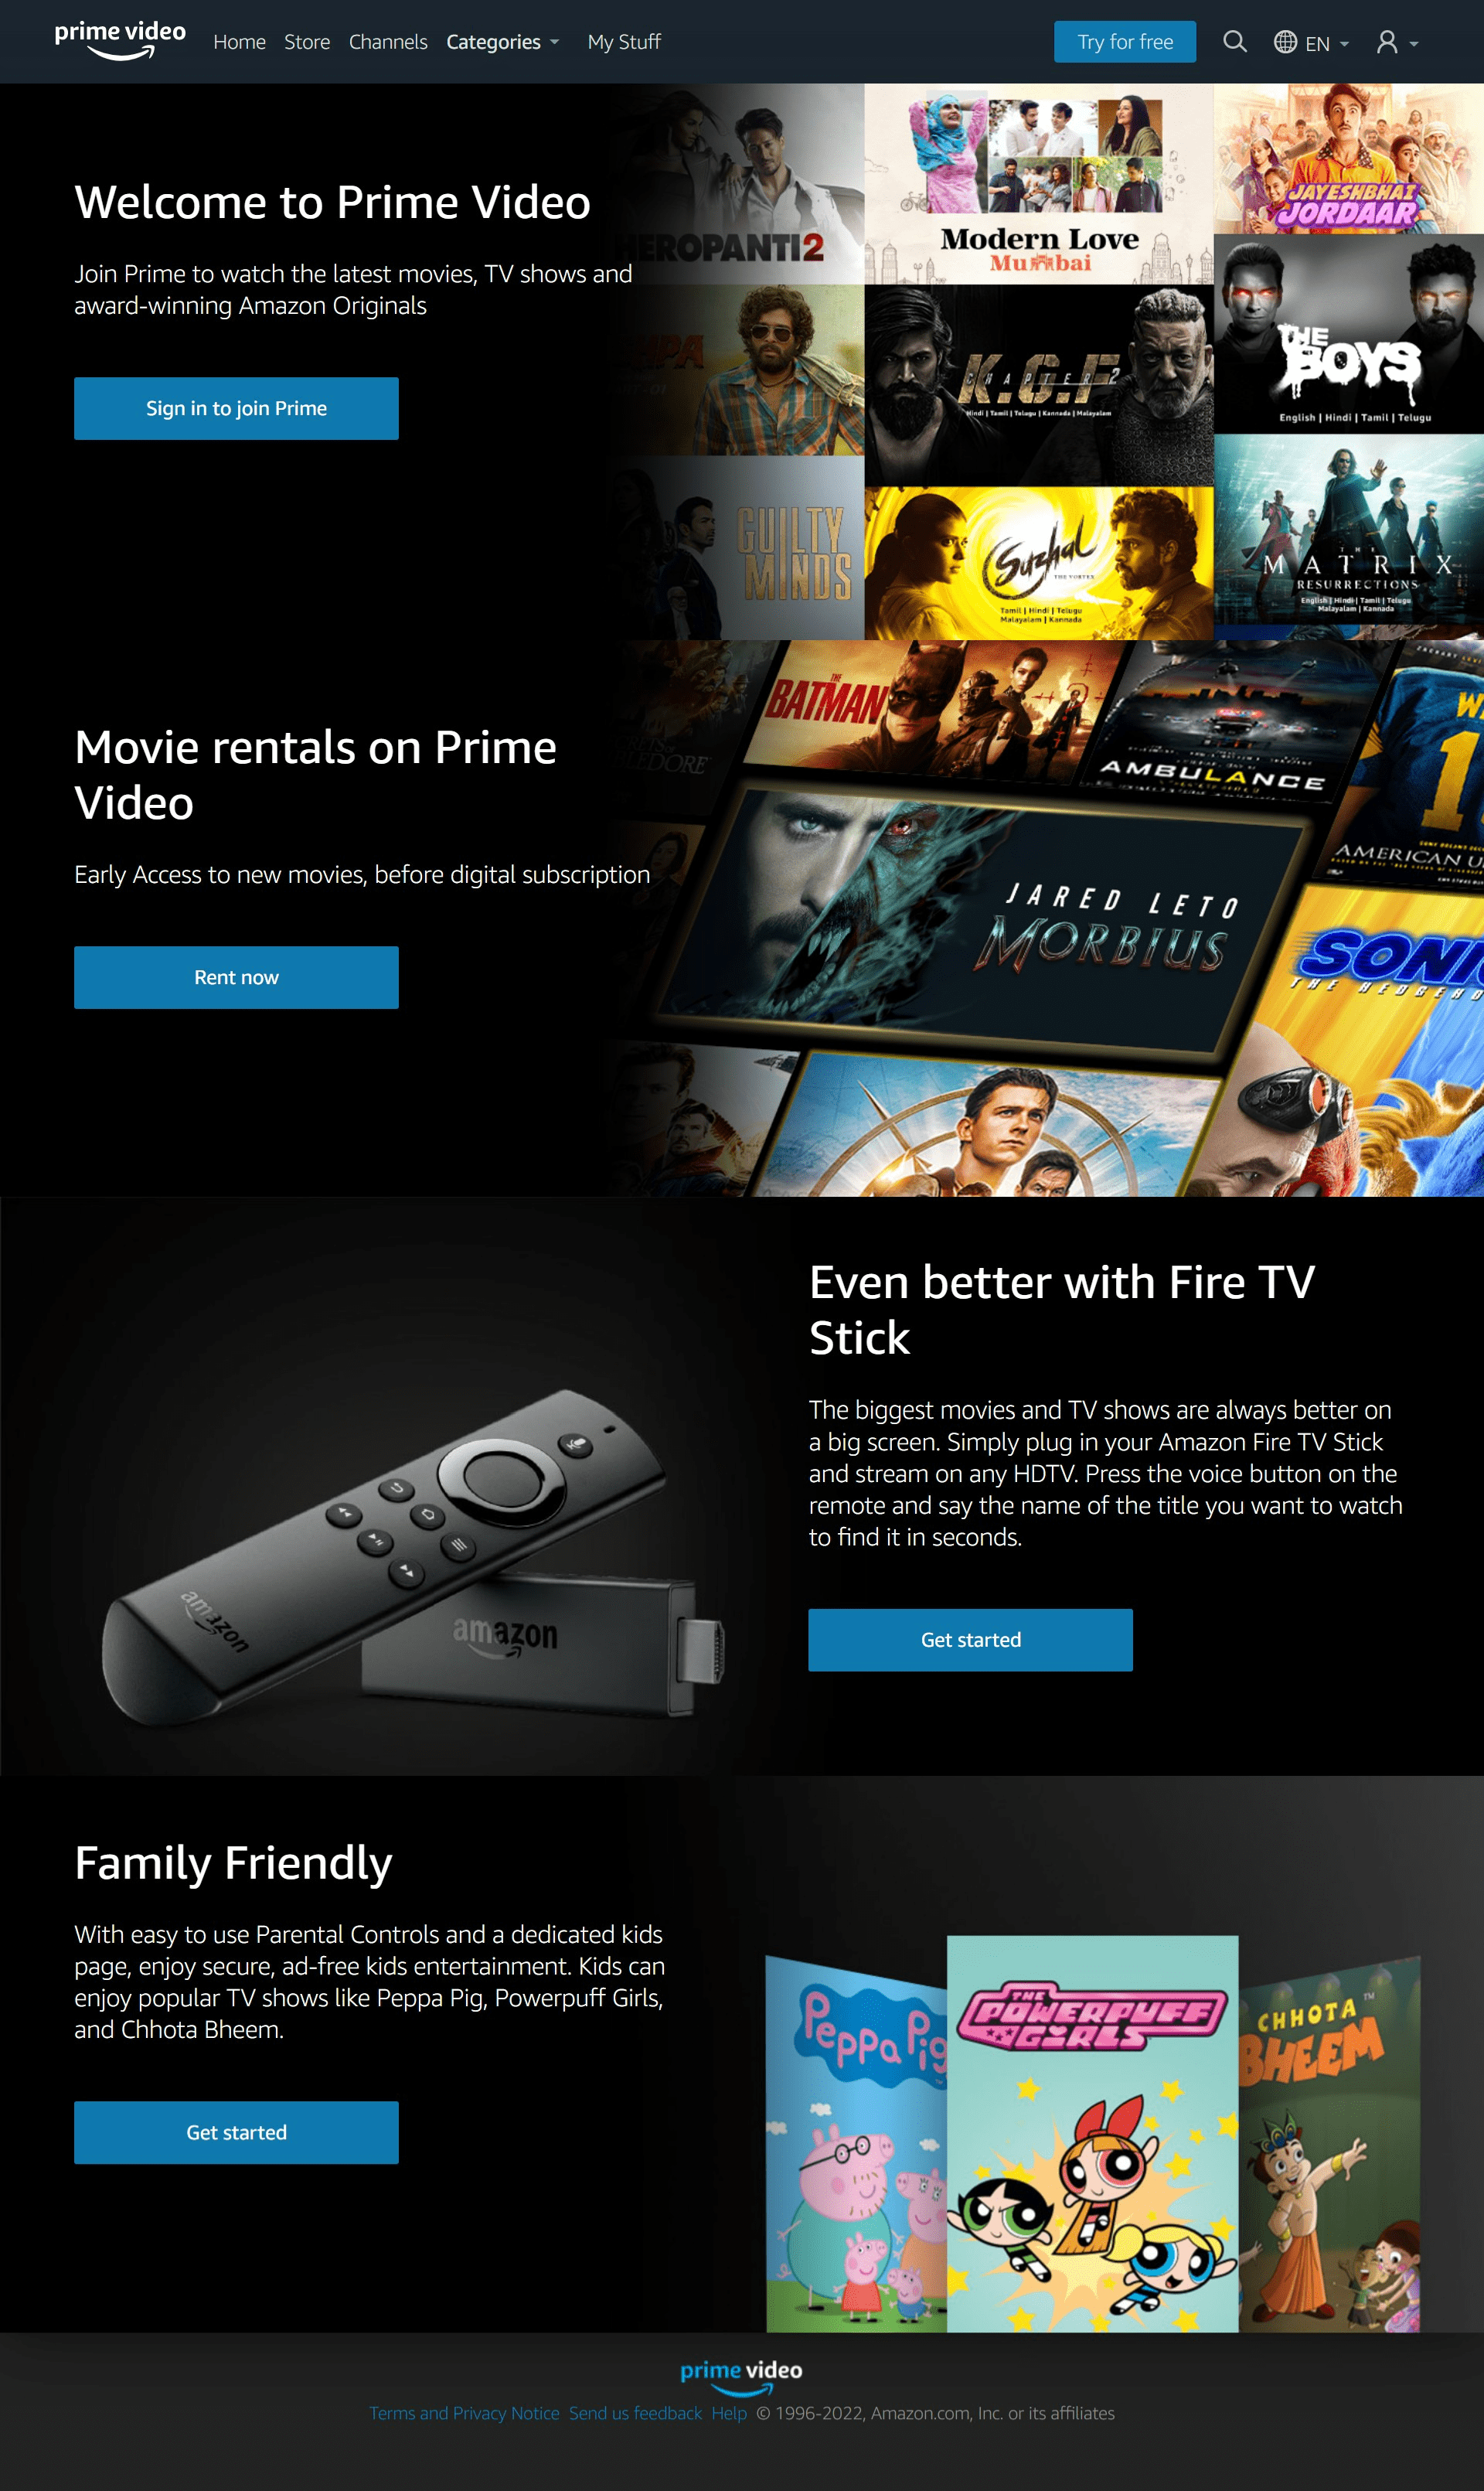 prime video
Home Store Channels Categories My Stuff
Try for free
EN
Welcome to Prime Video
Join Prime to watch the latest movies, TV shows and
award-winning Amazon Originals
Sign in to join Prime
HEROPANTI 2
Modern Love
Mumbai
JAYESHBHAI
JORDAAR
K.G.F
CHAPTER 2
Hindi | Tamil | Telugu | Kannada | Malayalam
THE
BOYS
English | Hindi | Tamil | Telugu
GUILTY
MINDS
Suzhal
THE VORTEX
Tamil | Hindi | Telugu
Malayalam | Kannada
THE
MATRIX
RESURRECTIONS
English | Hindi | Tamil | Telugu
Malayalam | Kannada
Movie rentals on Prime
Video
Early Access to new movies, before digital subscription
Rent now
THE
BATMAN
AMBULANCE
AMERICAN U
JARED LETO
MORBIUS
SONIC
THE HEDGEHO
Even better with Fire TV
Stick
The biggest movies and TV shows are always better on
a big screen. Simply plug in your Amazon Fire TV Stick
and stream on any HDTV. Press the voice button on the
remote and say the name of the title you want to watch
to find it in seconds.
Get started
amazon
amazon
Family Friendly
With easy to use Parental Controls and a dedicated kids
page, enjoy secure, ad-free kids entertainment. Kids can
enjoy popular TV shows like Peppa Pig, Powerpuff Girls,
and Chhota Bheem.
Get started
Peppa Pig
THE
POWERPUFF
GIRLS
CHHOTA
BHEEM
TM
prime video
Terms and Privacy Notice Send us feedback Help © 1996-2022, Amazon.com, Inc. or its affiliates